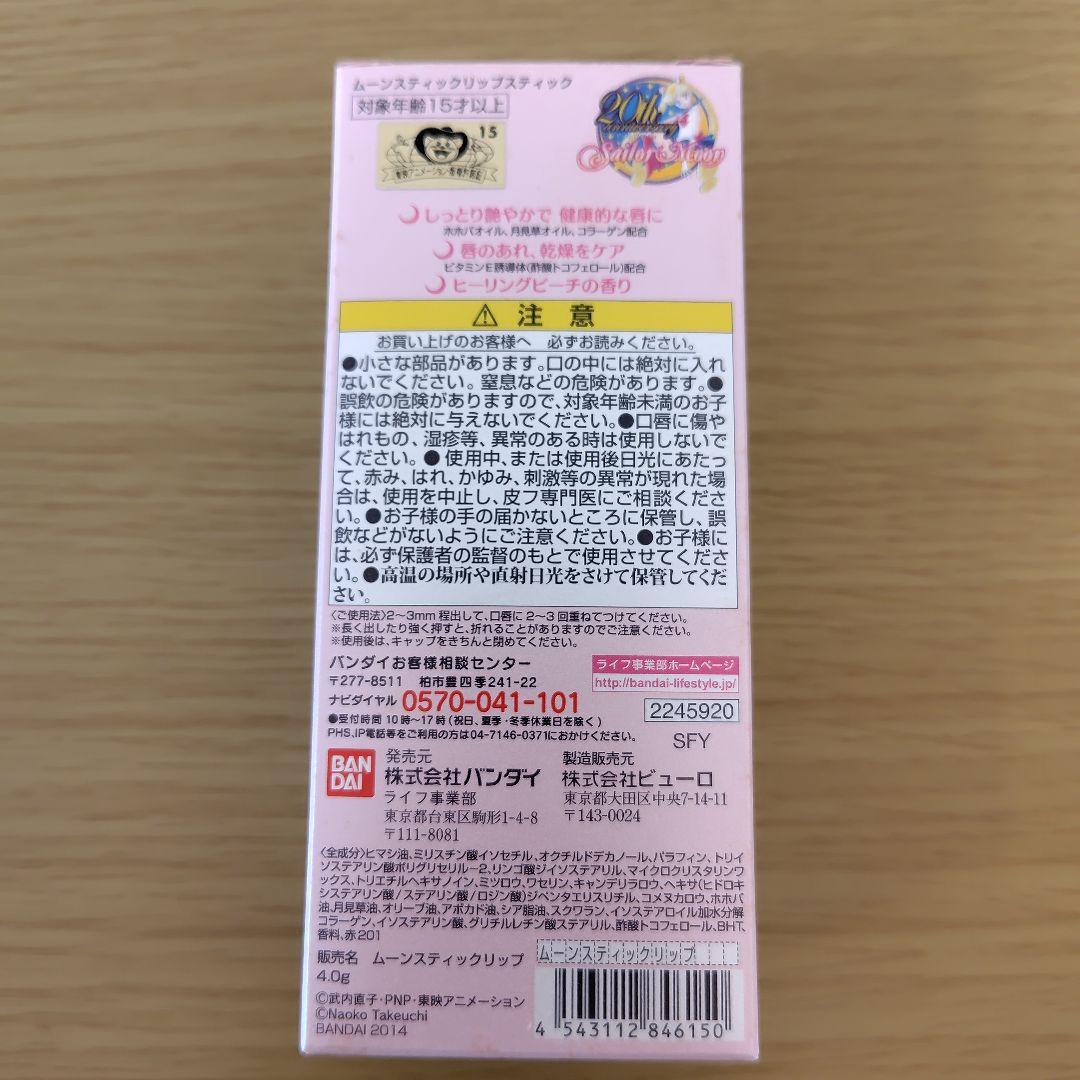 ムーンスティックリップスティック
対象年齢15才以上
15
東映アニメーション
20th
anniversary
Sailor Moon
しっとり艶やかで 健康的な唇に
ホホバオイル、月見草オイル、コラーゲン配合
唇のあれ、乾燥をケア
ビタミンE誘導体(酢酸トコフェロール)配合
ヒーリングピーチの香り
⚠ 注 意
お買い上げのお客様へ 必ずお読みください。
●小さな部品があります。口の中には絶対に入れ
ないでください。窒息などの危険があります。●
誤飲の危険がありますので、対象年齢未満のお子
様には絶対に与えないでください。●口唇に傷や
はれもの、湿疹等、異常のある時は使用しないで
ください。● 使用中、または使用後日光にあたっ
て、赤み、はれ、かゆみ、刺激等の異常が現れた場
合は、使用を中止し、皮フ専門医にご相談くださ
い。●お子様の手の届かないところに保管し、誤
飲などがないようにご注意ください。●お子様に
は、必ず保護者の監督のもとで使用させてくださ
い。●高温の場所や直射日光をさけて保管してくだ
さい。
〈ご使用法〉2～3mm 程出して、口唇に 2～3 回重ねてつけてください。
※長く出したり強く押すと、折れることがありますのでご注意ください。
※使用後は、キャップをきちんと閉めてください。
バンダイお客様相談センター
〒277-8511 柏市豊四季241-22
ナビダイヤル 0570-041-101
●受付時間 10時～17時(祝日、夏季・冬季休業日を除く)
PHS、IP電話等をご利用の方は04-7146-0371におかけください。
ライフ事業部ホームページ
http://bandai-lifestyle.jp/
2245920
SFY
BAN
DAI
発売元
株式会社バンダイ
ライフ事業部
東京都台東区駒形1-4-8
〒111-8081
製造販売元
株式会社ビューロ
東京都大田区中央7-14-11
〒143-0024
〈全成分〉ヒマシ油、ミリスチン酸イソセチル、オクチルドデカノール、パラフィン、トリイ
ソステアリン酸ポリグリセリル-2、リンゴ酸ジイソステアリル、マイクロクリスタリンワ
ックス、トリエチルヘキサノイン、ミツロウ、ワセリン、キャンデリラロウ、ヘキサ(ヒドロキ
システアリン酸/ステアリン酸/ロジン酸)ジペンタエリスリチル、コメヌカロウ、ホホバ
油、月見草油、オリーブ油、アボカド油、シア脂油、スクワラン、イソステアロイル加水分解
コラーゲン、イソステアリン酸、グリチルレチン酸ステアリル、酢酸トコフェロール、BHT、
香料、赤201
販売名 ムーンスティックリップ
4.0g
©武内直子・PNP・東映アニメーション
©Naoko Takeuchi
BANDAI 2014
ムーンスティックリップ
4 543112 846150